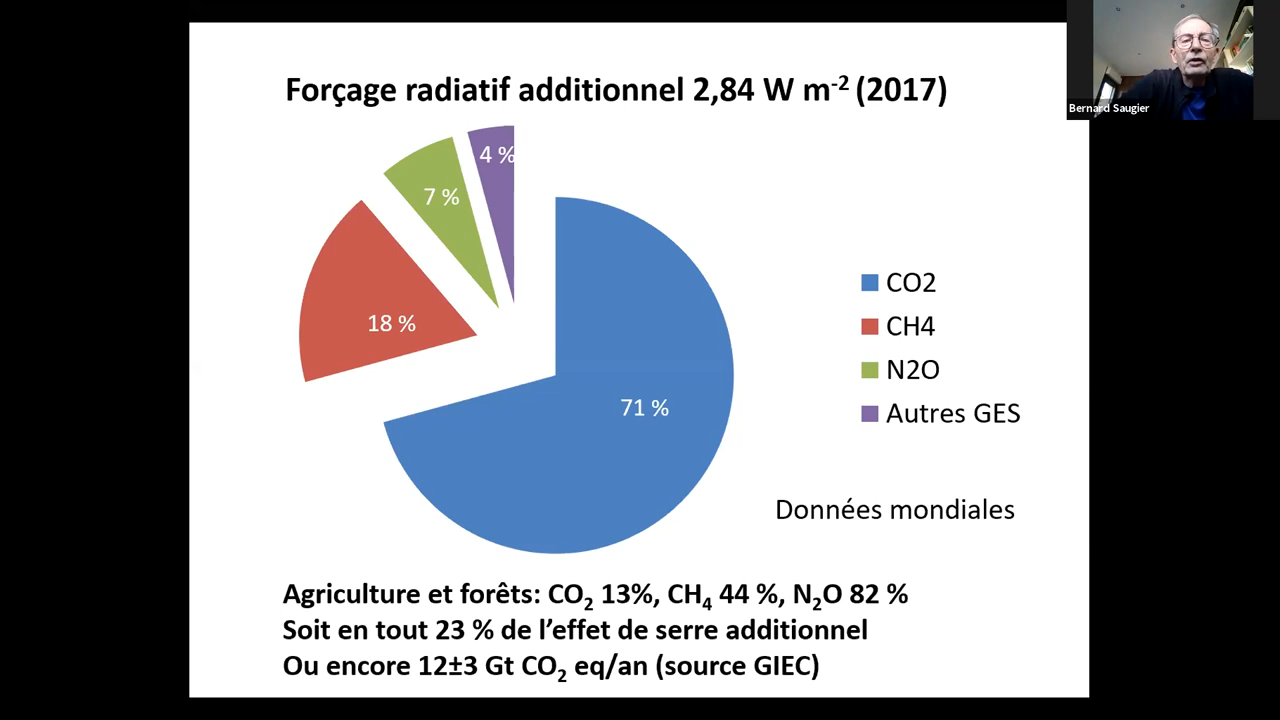 Forçage radiatif additionnel 2,84 W m-2 (2017)
Bernard Saugier
4 %
7 %
18 %
71 %
CO2
CH4
N2O
Autres GES
Données mondiales
Agriculture et forêts: CO2 13%, CH4 44 %, N2O 82 %
Soit en tout 23 % de l’effet de serre additionnel
Ou encore 12±3 Gt CO2 eq/an (source GIEC)